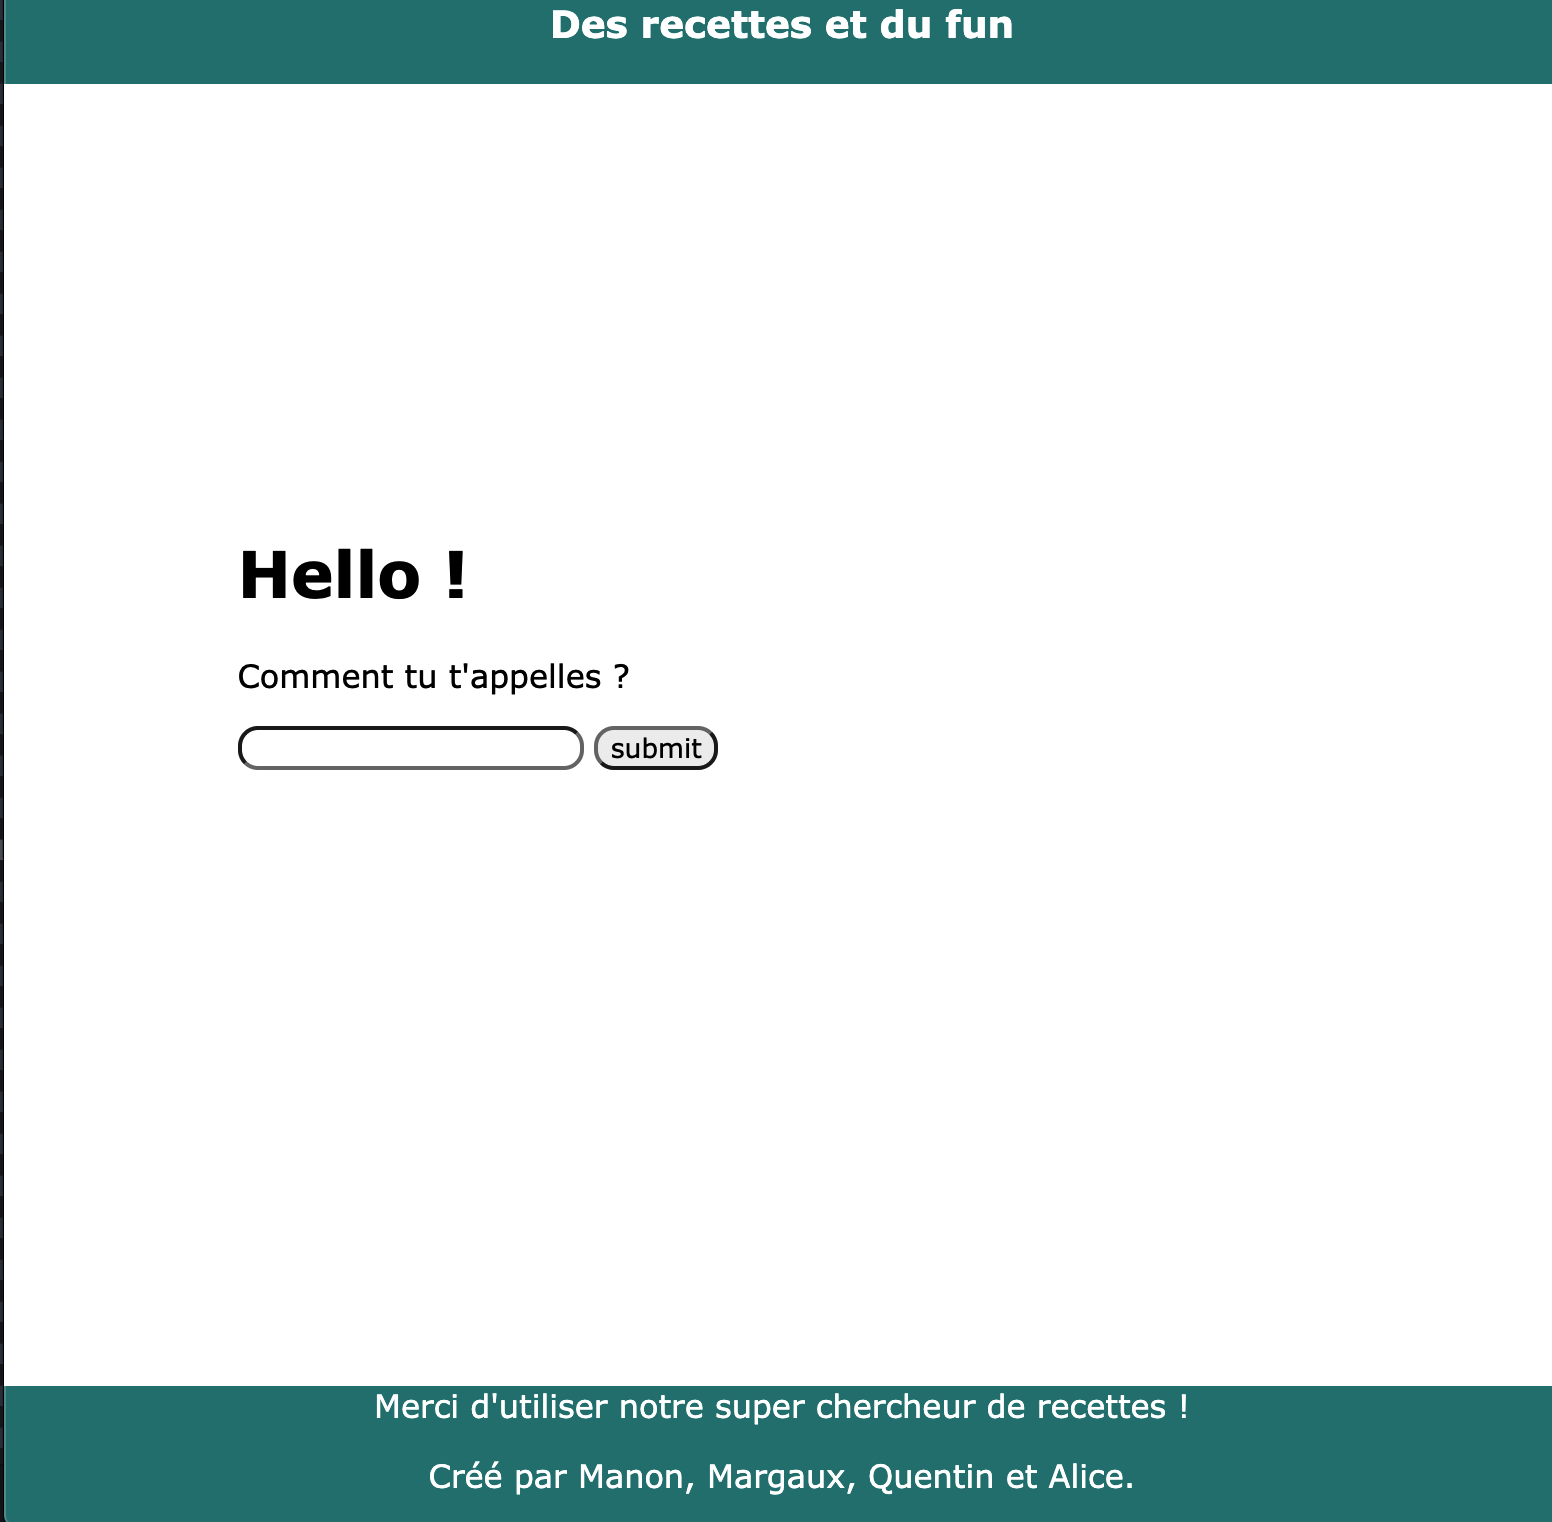 Des recettes et du fun
Hello !
Comment tu t'appelles ?
submit
Merci d'utiliser notre super chercheur de recettes !
Créé par Manon, Margaux, Quentin et Alice.